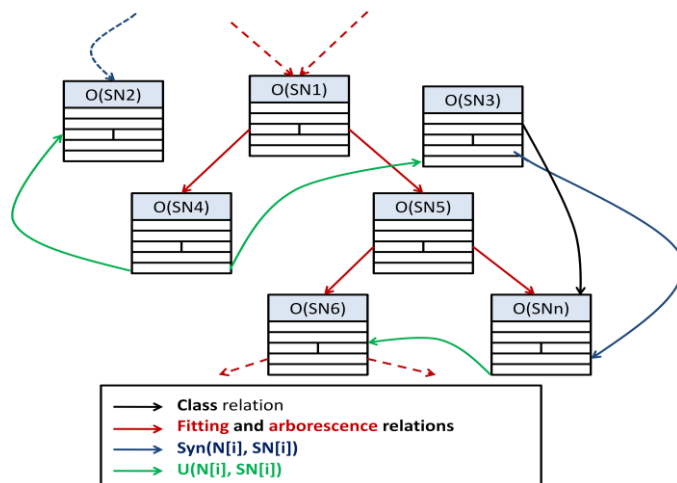 O(SN1)
O(SN2)
O(SN3)
O(SN4)
O(SN5)
O(SN6)
O(SNn)
Class relation
Fitting and arborescence relations
Syn(N[i], SN[i])
U(N[i], SN[i])